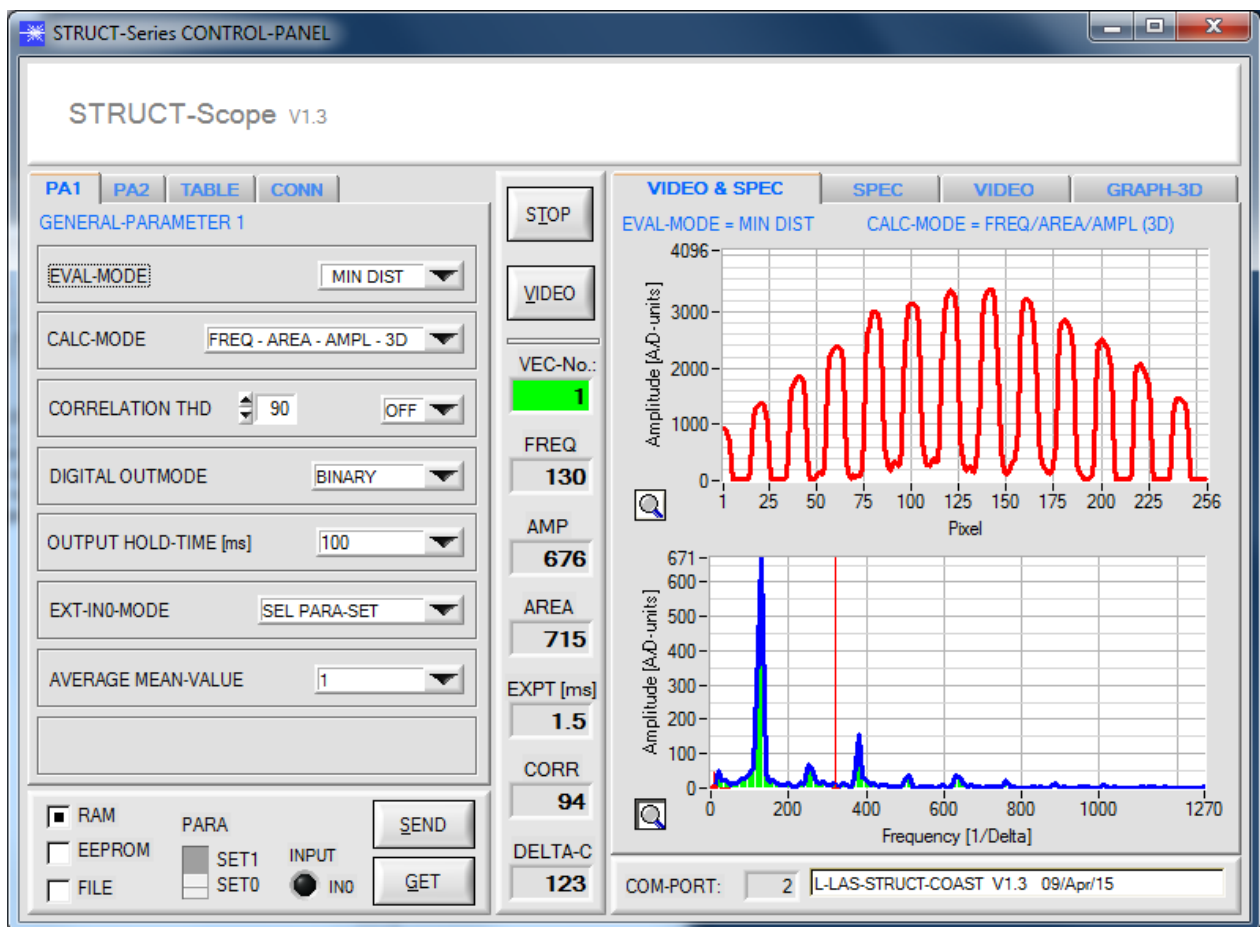 STRUCT-Series CONTROL-PANEL
STRUCT-Scope V1.3
PA1 PA2 TABLE CONN
GENERAL-PARAMETER 1
EVAL-MODE MIN DIST
CALC-MODE FREQ - AREA - AMPL - 3D
CORRELATION THD 90 OFF
DIGITAL OUTMODE BINARY
OUTPUT HOLD-TIME [ms] 100
EXT-IN0-MODE SEL PARA-SET
AVERAGE MEAN-VALUE 1
RAM
EEPROM
FILE
PARA
SET1
SET0
INPUT
IN0
SEND
GET
STOP
VIDEO
VEC-No.:
1
FREQ
130
AMP
676
AREA
715
EXPT [ms]
1.5
CORR
94
DELTA-C
123
VIDEO & SPEC SPEC VIDEO GRAPH-3D
EVAL-MODE = MIN DIST CALC-MODE = FREQ/AREA/AMPL (3D)
Amplitude [A/D-units]
4096
3000
2000
1000
0
1 25 50 75 100 125 150 175 200 225 256
Pixel
Amplitude [A/D-units]
671
600
500
400
300
200
100
0
0 200 400 600 800 1000 1270
Frequency [1/Delta]
COM-PORT: 2 L-LAS-STRUCT-COAST V1.3 09/Apr/15